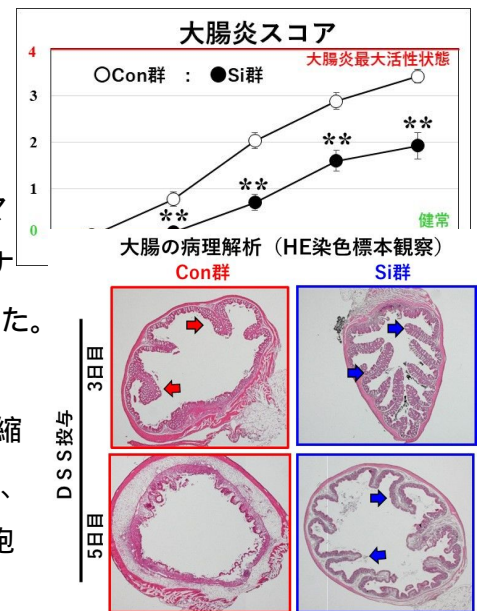 大腸炎スコア
4
大腸炎最大活性状態
○Con群 : ●Si群
3
2
1
0
**
**
**
**
健常
ナ
た。
縮
、
大腸の病理解析（HE染色標本観察）
Con群
Si群
DSS投与
3日目
5日目